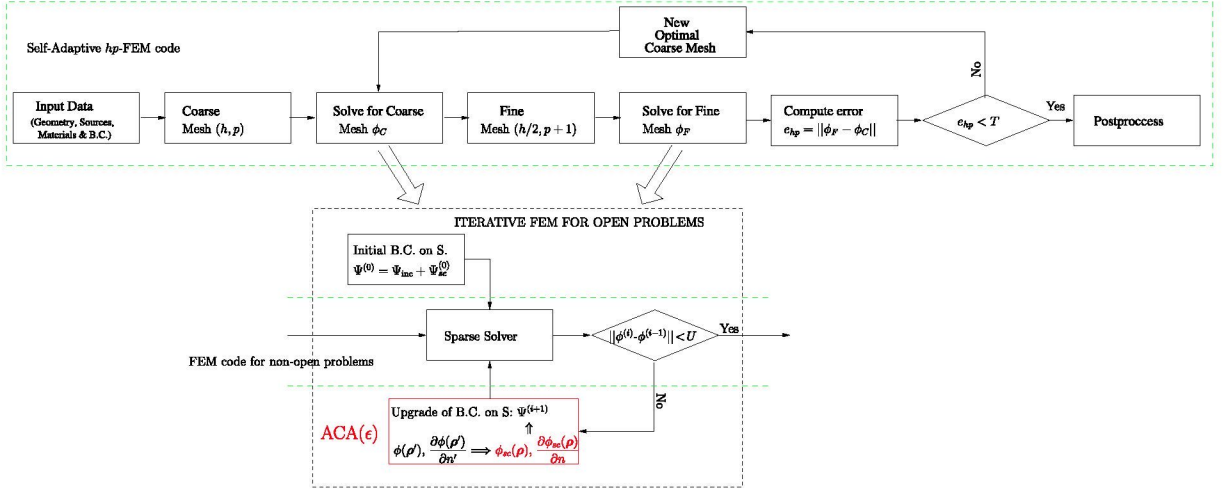 New
Optimal
Coarse Mesh
Self-Adaptive hp-FEM code
No
Input Data
(Geometry, Sources,
Materials & B.C.)
Coarse
Mesh (h, p)
Solve for Coarse
Mesh ϕ_C
Fine
Mesh (h/2, p + 1)
Solve for Fine
Mesh ϕ_F
Compute error
e_hp = ||ϕ_F − ϕ_C||
e_hp < T
Yes
Postproccess
ITERATIVE FEM FOR OPEN PROBLEMS
Initial B.C. on S.
Ψ^(0) = Ψ_inc + Ψ_sc^(0)
Sparse Solver
||ϕ^(i)-ϕ^(i−1)|| < U
Yes
FEM code for non-open problems
No
Upgrade of B.C. on S: Ψ^(i+1)
⇑
ACA(ϵ)
ϕ(ρ′), ∂ϕ(ρ′)/∂n′ ⟹ ϕ_sc(ρ), ∂ϕ_sc(ρ)/∂n